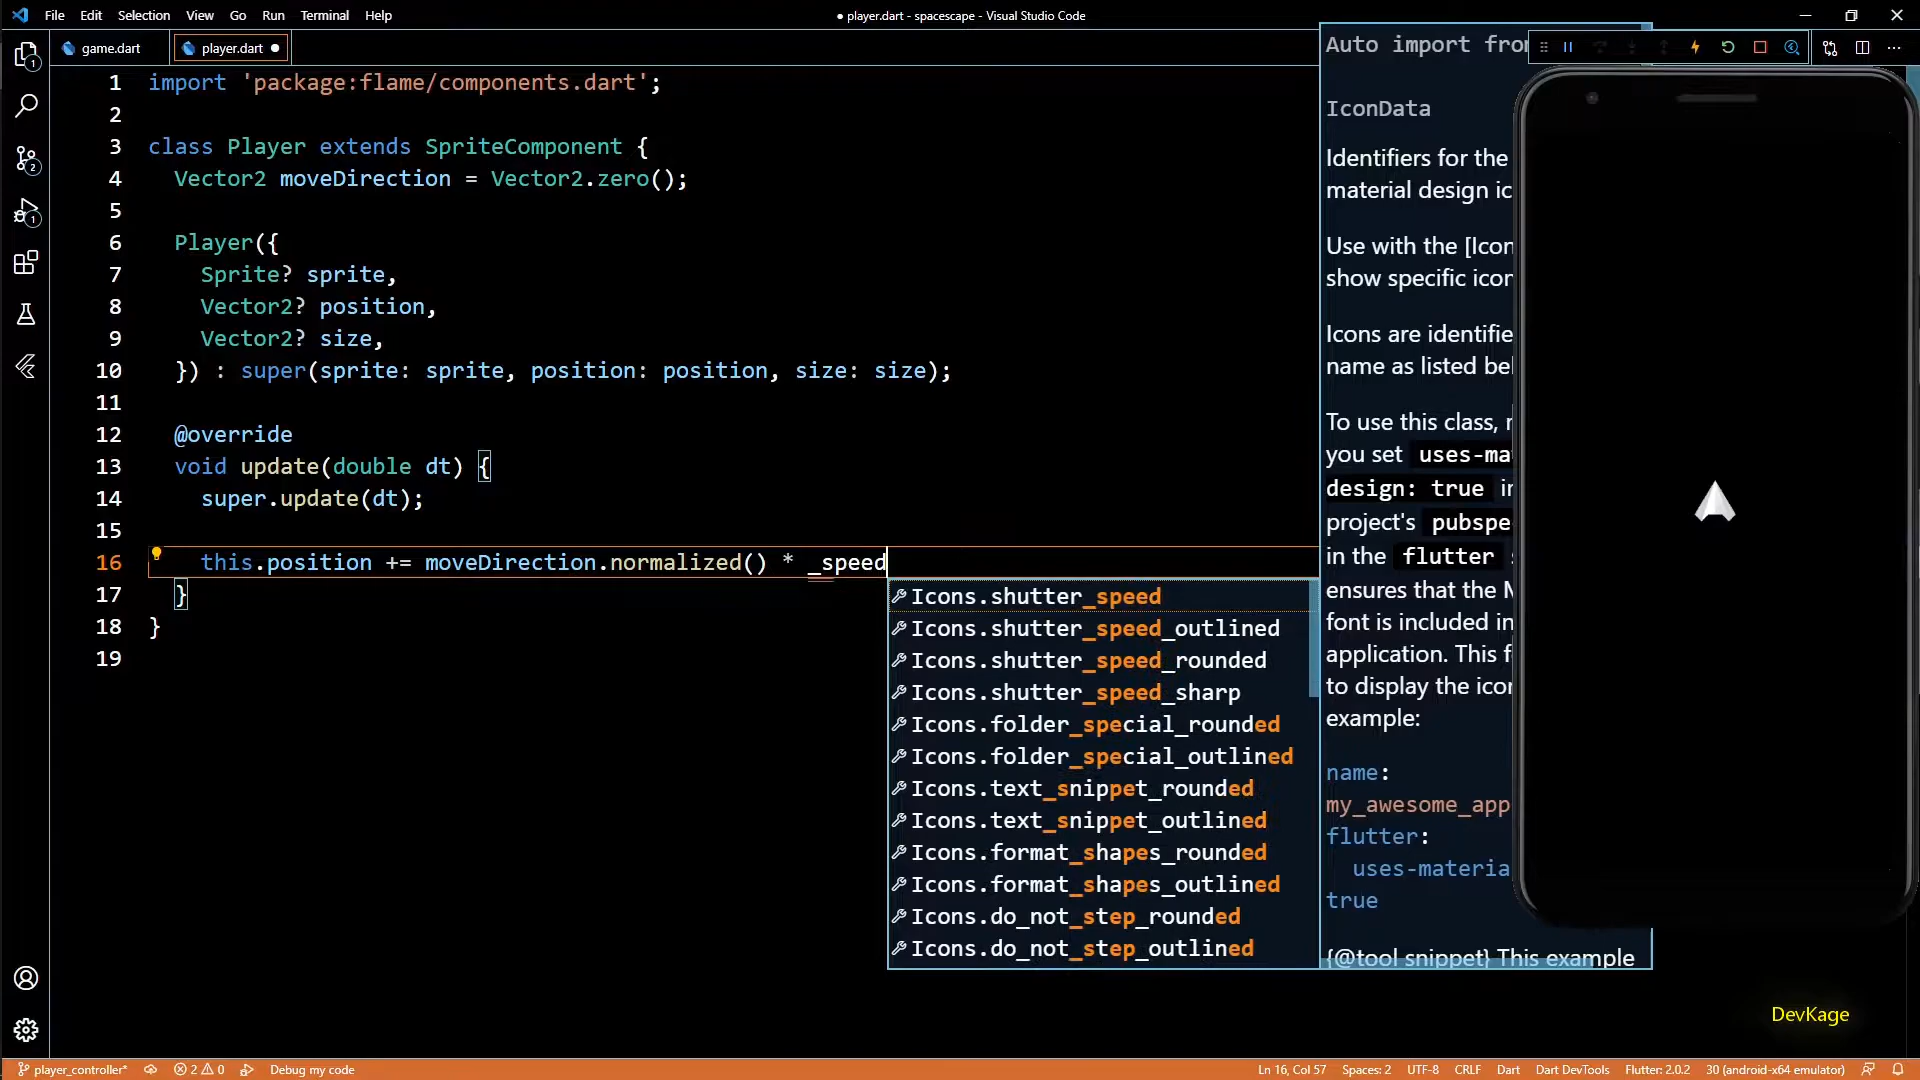 File Edit Selection View Go Run Terminal Help
● player.dart - spacescape - Visual Studio Code
game.dart
player.dart
1 import 'package:flame/components.dart';
2
3 class Player extends SpriteComponent {
4 Vector2 moveDirection = Vector2.zero();
5
6 Player({
7 Sprite? sprite,
8 Vector2? position,
9 Vector2? size,
10 }) : super(sprite: sprite, position: position, size: size);
11
12 @override
13 void update(double dt) {
14 super.update(dt);
15
16 this.position += moveDirection.normalized() * _speed
17 }
18 }
19
Icons.shutter_speed
Icons.shutter_speed_outlined
Icons.shutter_speed_rounded
Icons.shutter_speed_sharp
Icons.folder_special_rounded
Icons.folder_special_outlined
Icons.text_snippet_rounded
Icons.text_snippet_outlined
Icons.format_shapes_rounded
Icons.format_shapes_outlined
Icons.do_not_step_rounded
Icons.do_not_step_outlined
Auto import from
IconData
Identifiers for the
material design ic
Use with the [Icon
show specific icon
Icons are identifie
name as listed bel
To use this class,
you set uses-ma
design: true in
project's pubspe
in the flutter
ensures that the M
font is included in
application. This f
to display the icon
example:
name:
my_awesome_app
flutter:
uses-materia
true
{@tool snippet} This example
DevKage
1
2
1
player_controller* 2 0 Debug my code
Ln 16, Col 57 Spaces: 2 UTF-8 CRLF Dart Dart DevTools Flutter: 2.0.2 30 (android-x64 emulator)